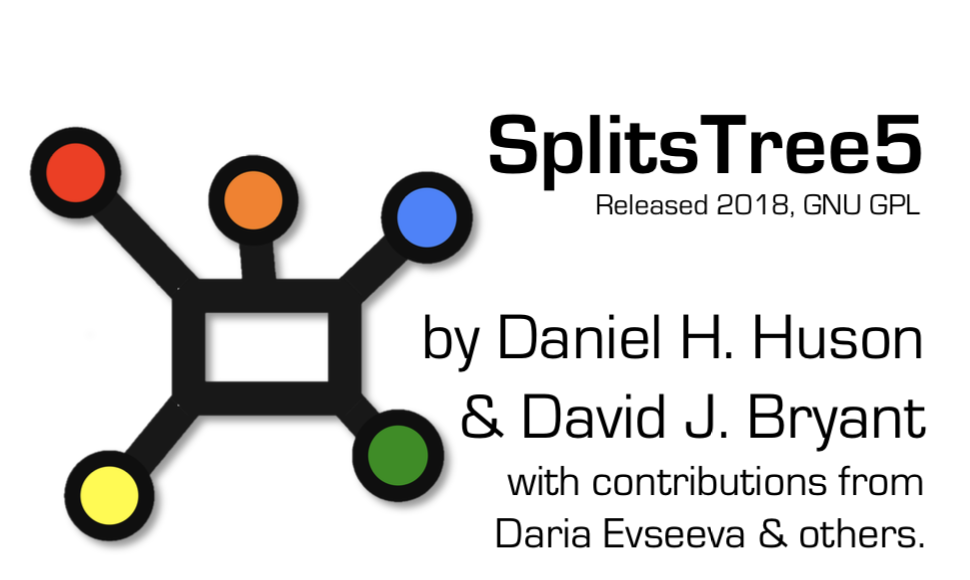 SplitsTree5
Released 2018, GNU GPL
by Daniel H. Huson
& David J. Bryant
with contributions from
Daria Evseeva & others.